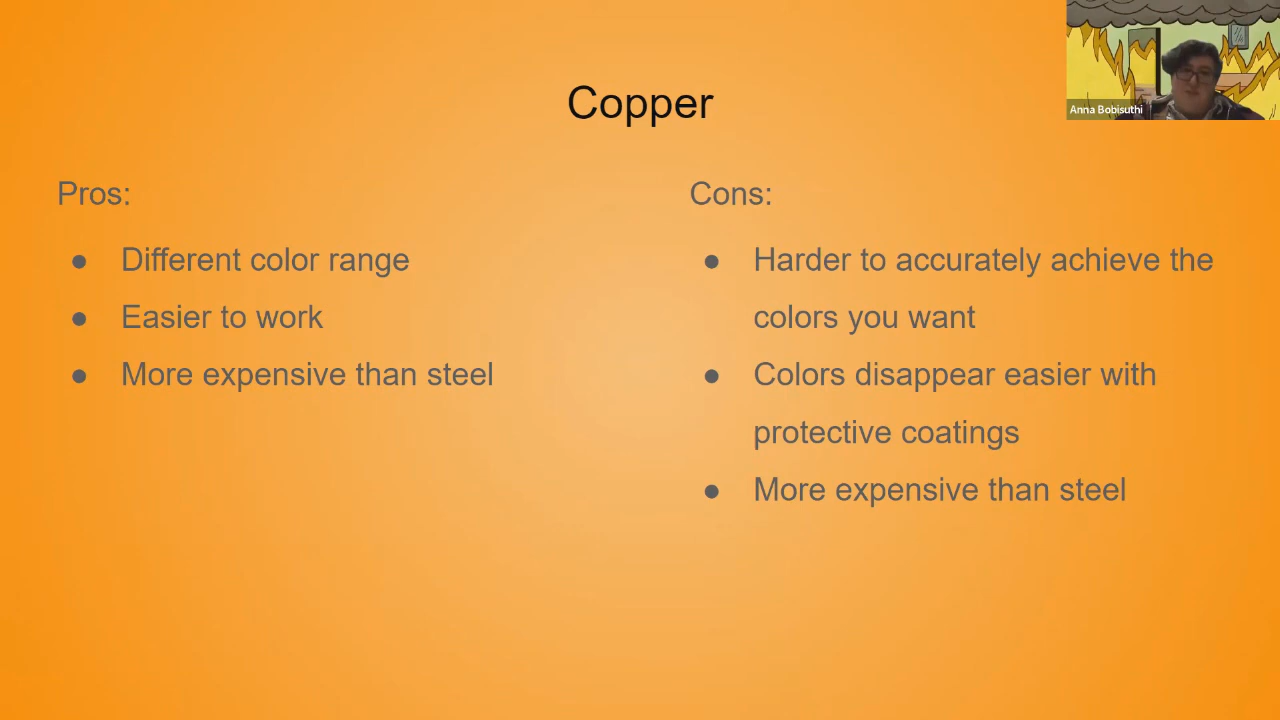 Copper
Anna Bobisuthi
Pros:
● Different color range
● Easier to work
● More expensive than steel
Cons:
● Harder to accurately achieve the
colors you want
● Colors disappear easier with
protective coatings
● More expensive than steel